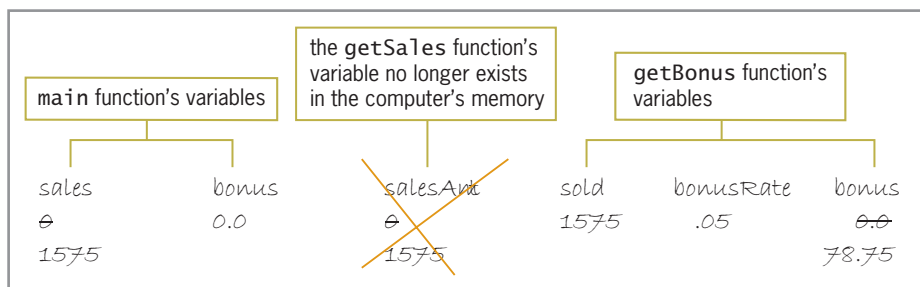 main function's variables
the getSales function's
variable no longer exists
in the computer's memory
getBonus function's
variables
sales bonus salesAmt sold bonusRate bonus
0 0.0 0 1575 .05 0.0
1575 1575 78.75